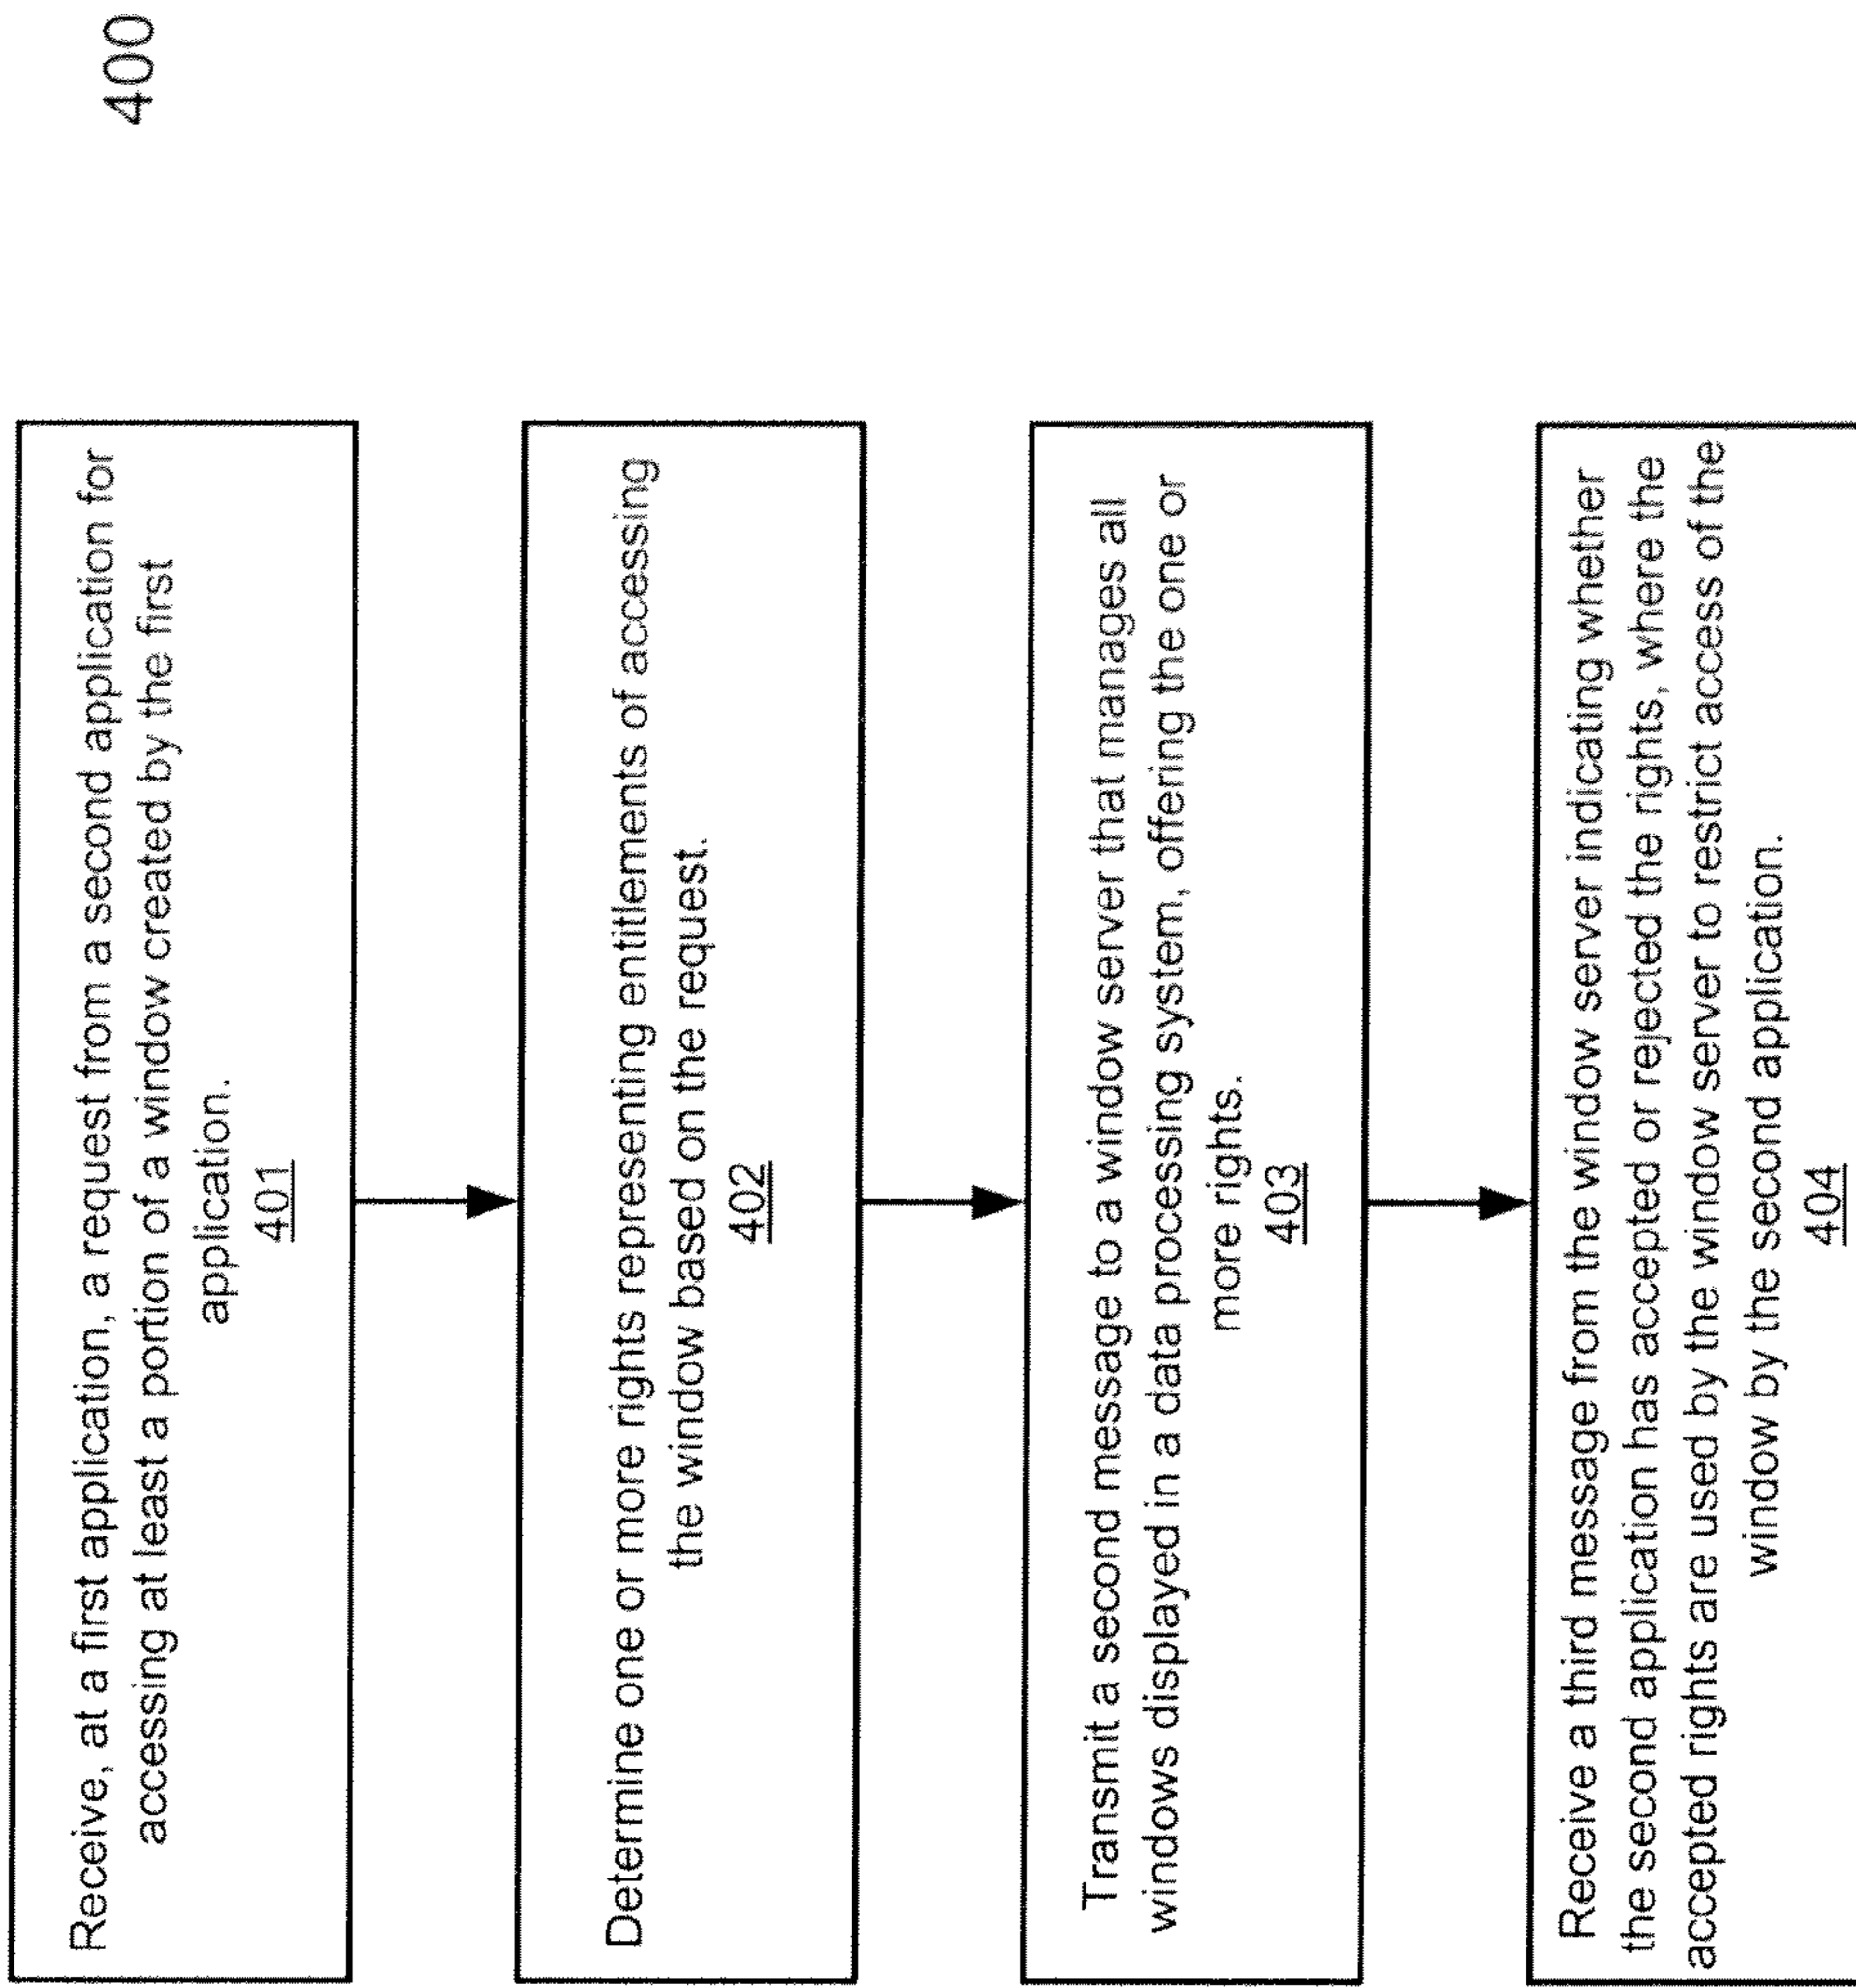 400
Receive, at a first application, a request from a second application for
accessing at least a portion of a window created by the first
application.
401
Determine one or more rights representing entitlements of accessing
the window based on the request.
402
Transmit a second message to a window server that manages all
windows displayed in a data processing system, offering the one or
more rights.
403
Receive a third message from the window server indicating whether
the second application has accepted or rejected the rights, where the
accepted rights are used by the window server to restrict access of the
window by the second application.
404